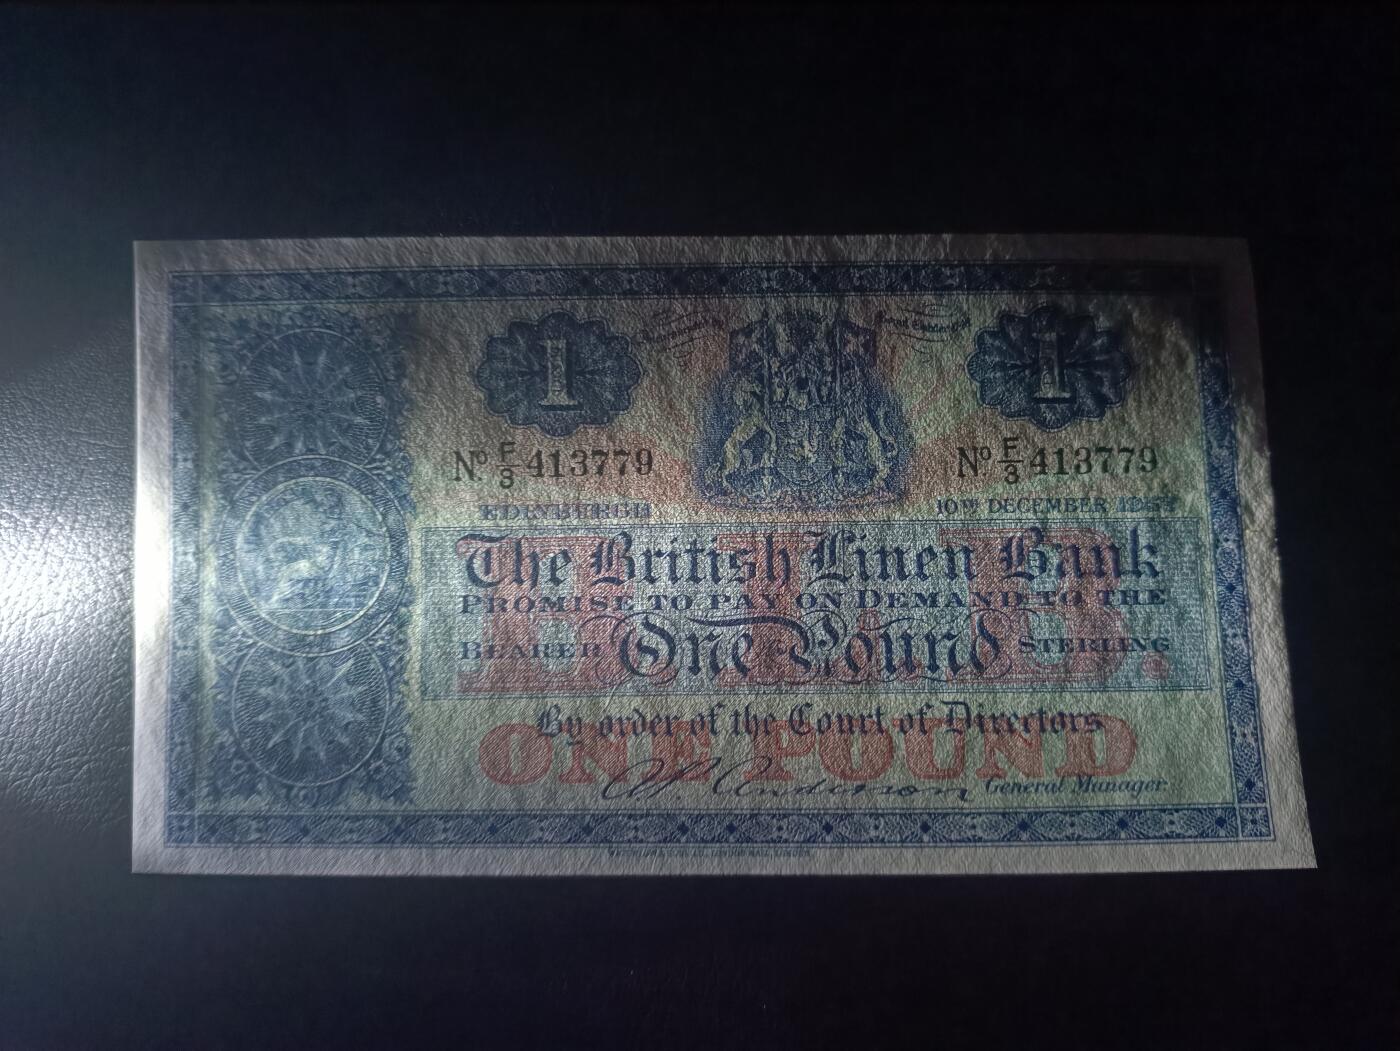 1 1
Nº F/3 413779 Nº F/3 413779
EDINBURGH 10TH DECEMBER 1957
The British Linen Bank
PROMISE TO PAY ON DEMAND TO THE
BEARER One Pound STERLING
B.L.B.
By order of the Court of Directors
ONE POUND
General Manager.